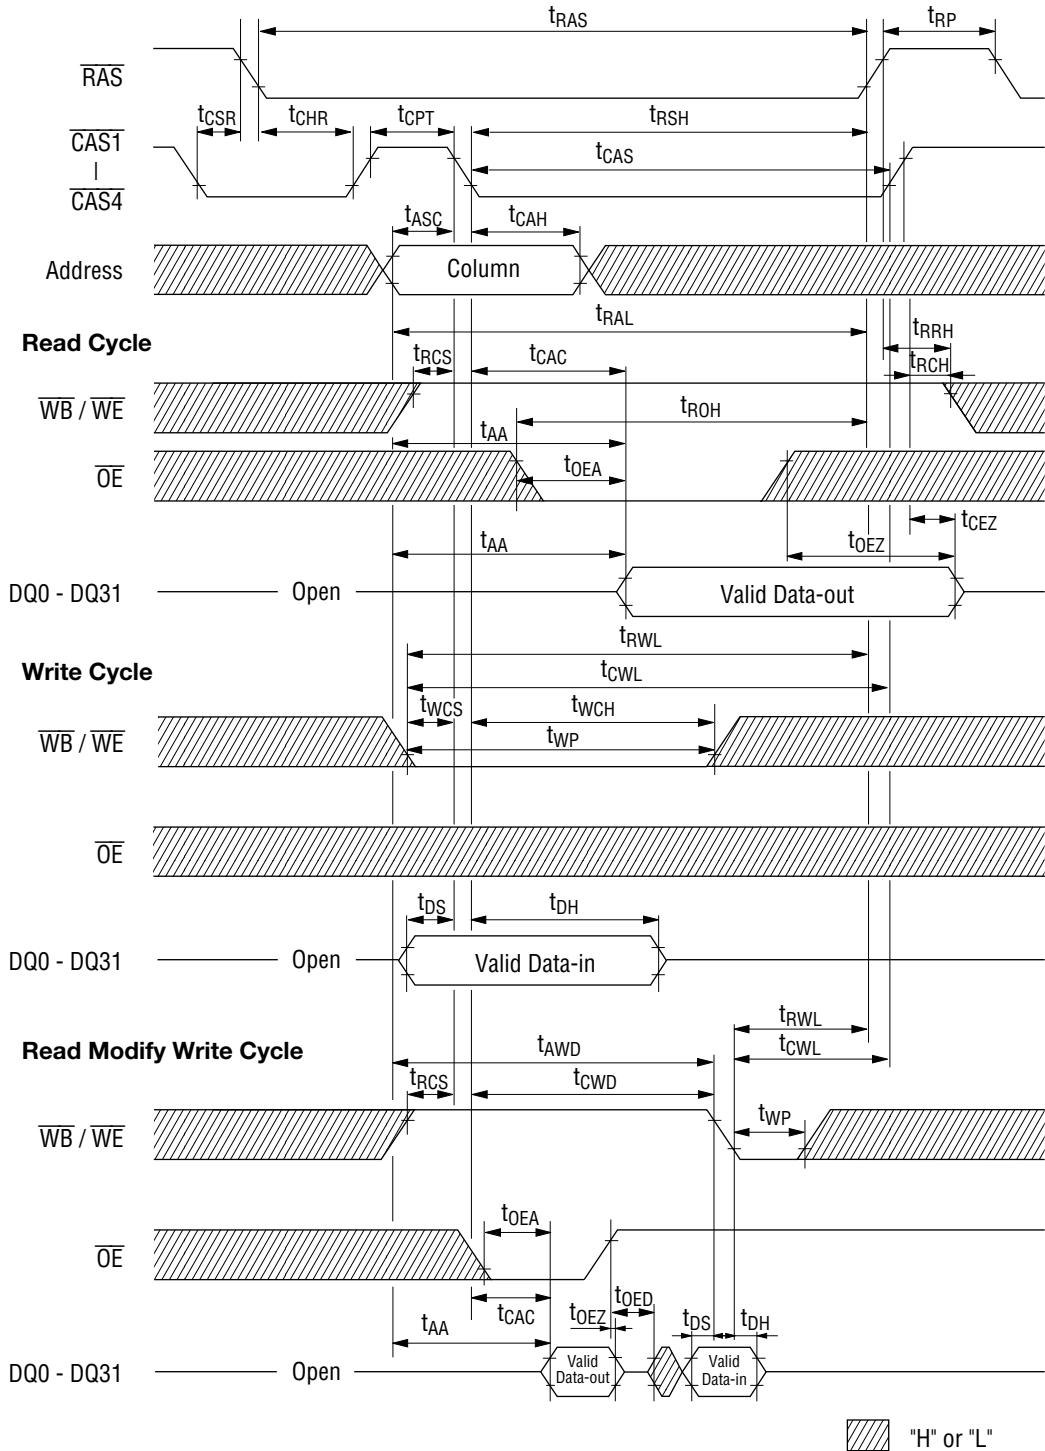 tRAS
tRP
RAS
tCSR
tCHR
tCPT
tRSH
CAS1
tCAS
CAS4
tASC
tCAH
Address
Column
tRAL
Read Cycle
tRRH
tRCS
tCAC
tRCH
WB / WE
tROH
tAA
tOEA
OE
tCEZ
tAA
tOEZ
DQ0 - DQ31
Open
Valid Data-out
tRWL
Write Cycle
tCWL
tWCS
tWCH
WB / WE
tWP
OE
tDS
tDH
DQ0 - DQ31
Open
Valid Data-in
tRWL
Read Modify Write Cycle
tAWD
tCWL
tRCS
tCWD
WB / WE
tWP
tOEA
OE
tCAC
tOED
tAA
tOEZ
tDS
tDH
DQ0 - DQ31
Open
Valid
Data-out
Valid
Data-in
"H" or "L"